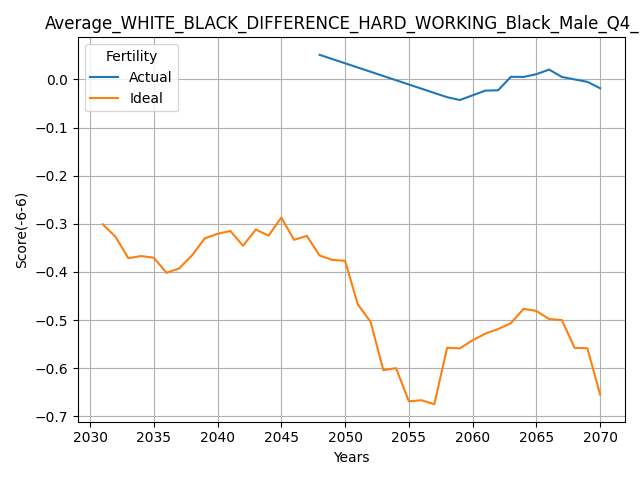 Average_WHITE_BLACK_DIFFERENCE_HARD_WORKING_Black_Male_Q4_
Fertility
Actual
Ideal
0.0
−0.1
−0.2
−0.3
−0.4
−0.5
−0.6
−0.7
Score(-6-6)
2030 2035 2040 2045 2050 2055 2060 2065 2070
Years